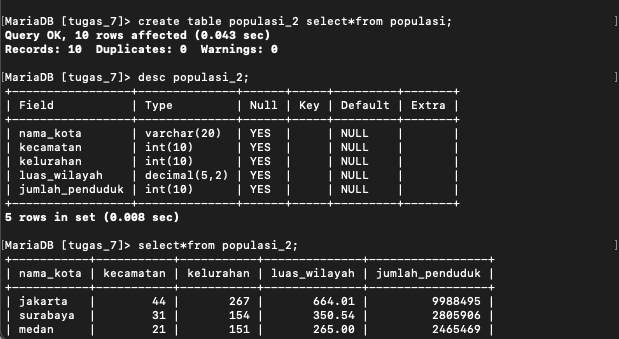 [MariaDB [tugas_7]> create table populasi_2 select*from populasi; ]
Query OK, 10 rows affected (0.043 sec)
Records: 10  Duplicates: 0  Warnings: 0

[MariaDB [tugas_7]> desc populasi_2; ]
+-----------------+--------------+------+-----+---------+-------+
| Field           | Type         | Null | Key | Default | Extra |
+-----------------+--------------+------+-----+---------+-------+
| nama_kota       | varchar(20)  | YES  |     | NULL    |       |
| kecamatan       | int(10)      | YES  |     | NULL    |       |
| kelurahan       | int(10)      | YES  |     | NULL    |       |
| luas_wilayah    | decimal(5,2) | YES  |     | NULL    |       |
| jumlah_penduduk | int(10)      | YES  |     | NULL    |       |
+-----------------+--------------+------+-----+---------+-------+
5 rows in set (0.008 sec)

[MariaDB [tugas_7]> select*from populasi_2; ]
+-----------+-----------+-----------+--------------+-----------------+
| nama_kota | kecamatan | kelurahan | luas_wilayah | jumlah_penduduk |
+-----------+-----------+-----------+--------------+-----------------+
| jakarta   |        44 |       267 |       664.01 |         9988495 |
| surabaya  |        31 |       154 |       350.54 |         2805906 |
| medan     |        21 |       151 |       265.00 |         2465469 |